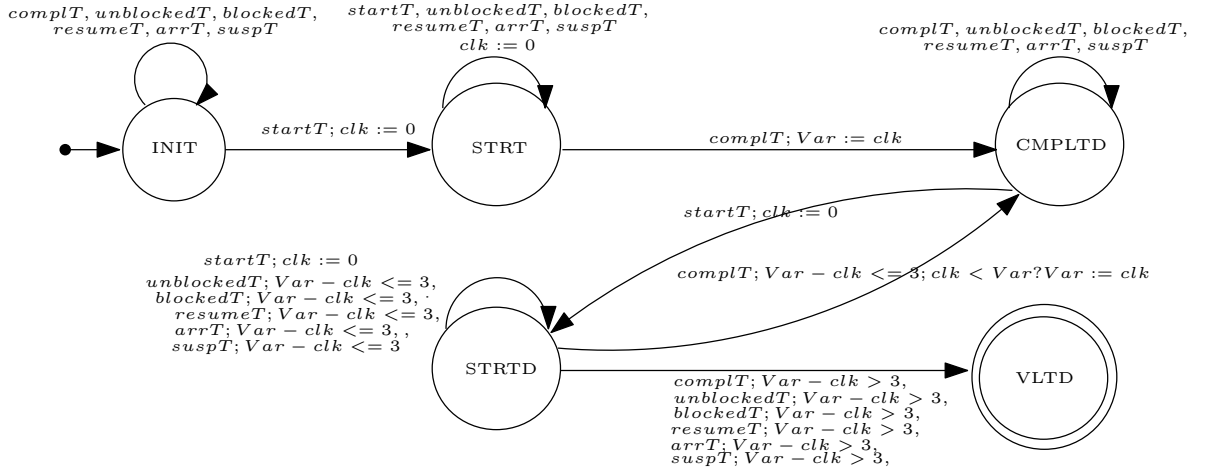 complT, unblockedT, blockedT,
resumeT, arrT, suspT
startT, unblockedT, blockedT,
resumeT, arrT, suspT
clk := 0
complT, unblockedT, blockedT,
resumeT, arrT, suspT
INIT
startT; clk := 0
STRT
complT; Var := clk
CMPLTD
startT; clk := 0
complT; Var − clk <= 3; clk < Var?Var := clk
startT; clk := 0
unblockedT; Var − clk <= 3,
blockedT; Var − clk <= 3,
resumeT; Var − clk <= 3,
arrT; Var − clk <= 3, ,
suspT; Var − clk <= 3
STRTD
VLTD
complT; Var − clk > 3,
unblockedT; Var − clk > 3,
blockedT; Var − clk > 3,
resumeT; Var − clk > 3,
arrT; Var − clk > 3,
suspT; Var − clk > 3,